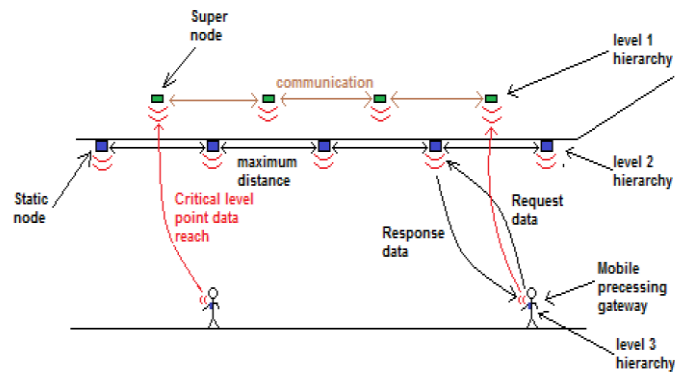 Super
node
level 1
hierarchy
communication
maximum
distance
level 2
hierarchy
Static
node
Critical level
point data
reach
Request
data
Response
data
Mobile
precessing
gateway
level 3
hierarchy